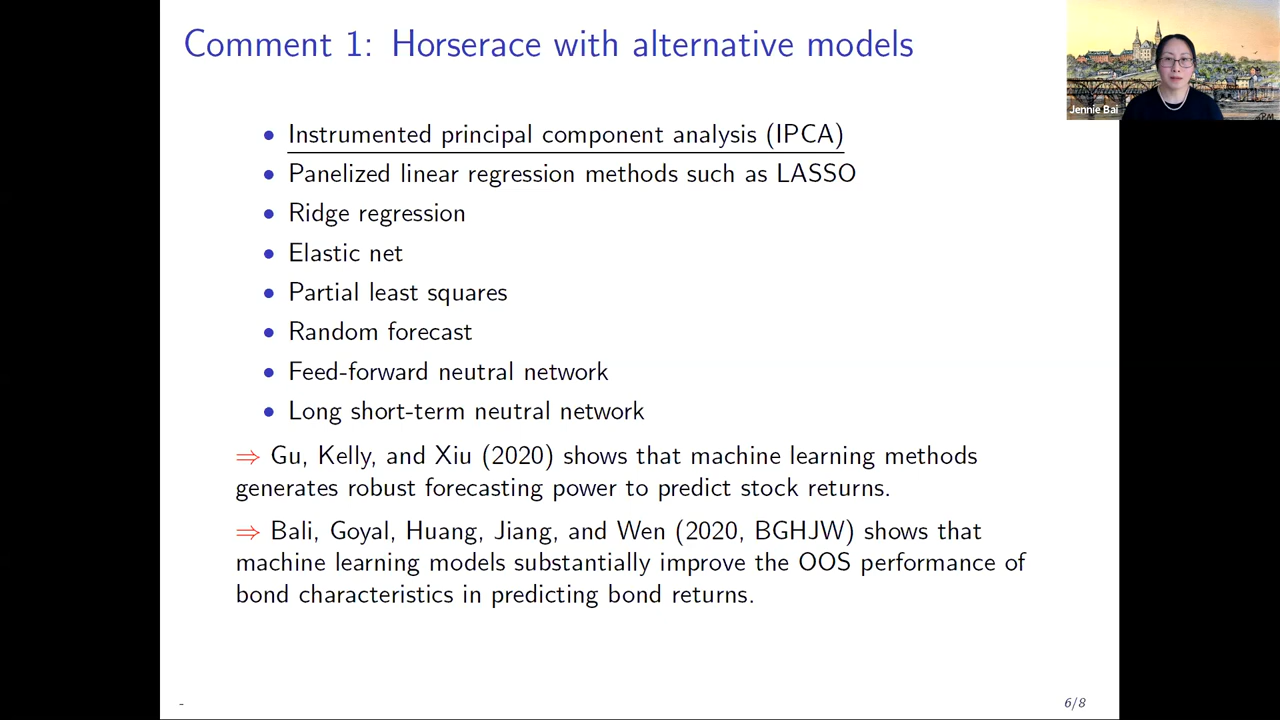 Comment 1: Horserace with alternative models
Jennie Bai
• Instrumented principal component analysis (IPCA)
• Panelized linear regression methods such as LASSO
• Ridge regression
• Elastic net
• Partial least squares
• Random forecast
• Feed-forward neutral network
• Long short-term neutral network
⇒ Gu, Kelly, and Xiu (2020) shows that machine learning methods
generates robust forecasting power to predict stock returns.
⇒ Bali, Goyal, Huang, Jiang, and Wen (2020, BGHJW) shows that
machine learning models substantially improve the OOS performance of
bond characteristics in predicting bond returns.
-
6/8